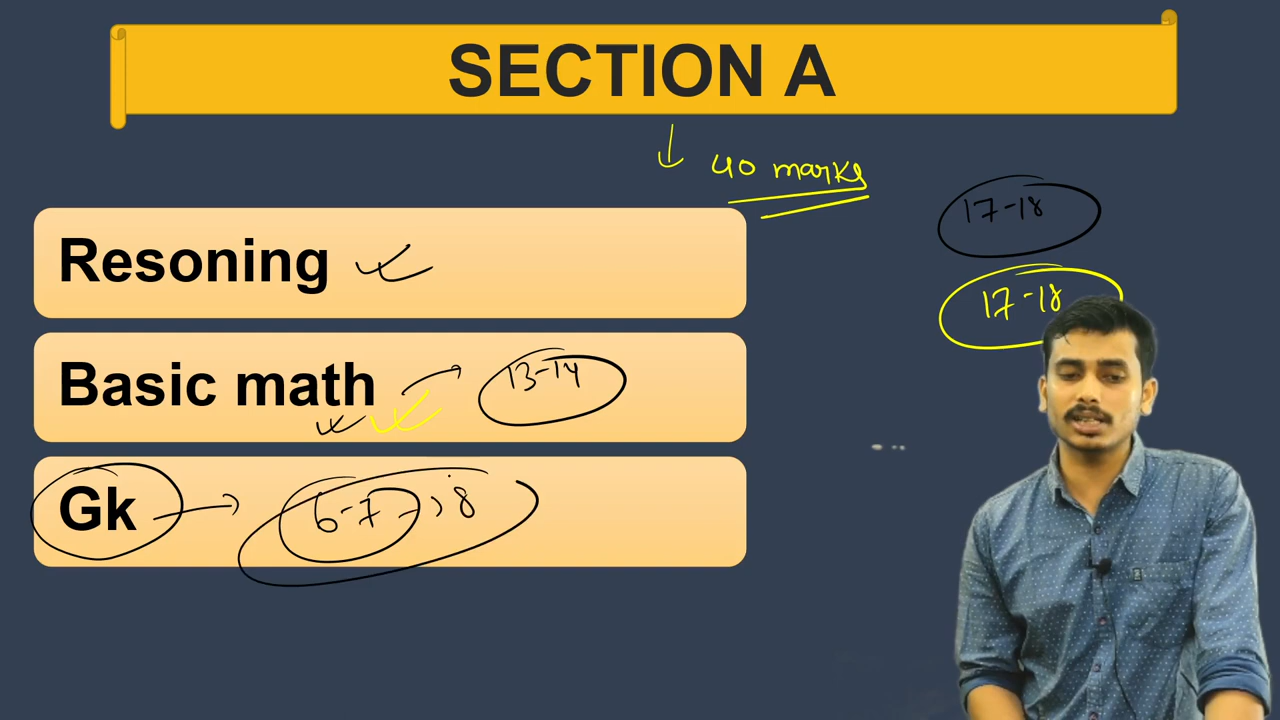 SECTION A
40 marks
17-18
Resoning
17-18
Basic math
13-14
Gk
6-7 → 8